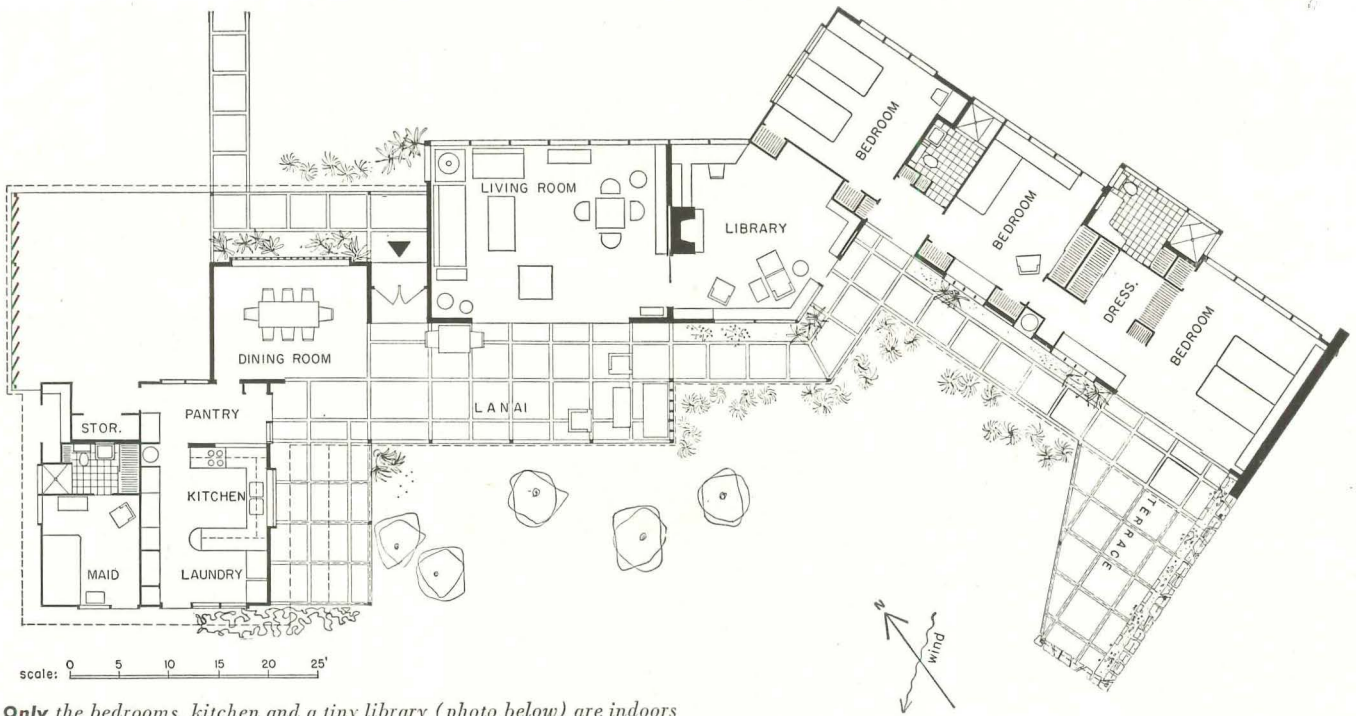 BEDROOM
LIVING ROOM
LIBRARY
BEDROOM
DRESS.
BEDROOM
DINING ROOM
LANAI
PANTRY
STOR.
KITCHEN
MAID
LAUNDRY
TERRACE
N
wind
scale: 0 5 10 15 20 25'
Only the bedrooms, kitchen and a tiny library (photo below) are indoors